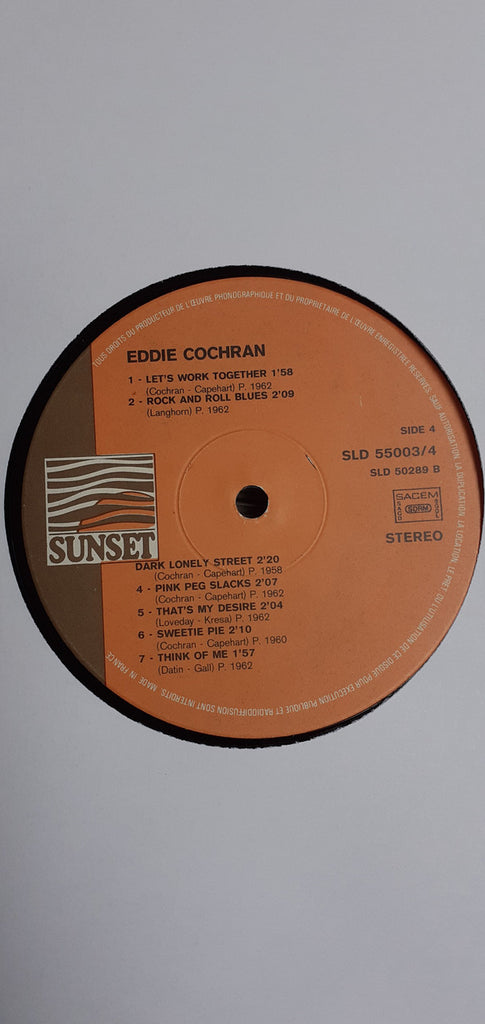 TOUS DROITS DU PRODUCTEUR DE L'ŒUVRE PHONOGRAPHIQUE ET DU PROPRIETAIRE DE L'ŒUVRE ENREGISTREE RESERVES. SAUF AUTORISATION, LA DUPLICATION, LA LOCATION, LE PRET OU L'UTILISATION DE CE DISQUE POUR EXECUTION PUBLIQUE ET RADIODIFFUSION SONT INTERDITS. MADE IN FRANCE
EDDIE COCHRAN
1 - LET'S WORK TOGETHER 1'58
(Cochran - Capehart) P. 1962
2 - ROCK AND ROLL BLUES 2'09
(Langhorn) P. 1962
SIDE 4
SLD 55003/4
SLD 50289 B
SACEM
SACD
SDRM
SGDL
STEREO
SUNSET
DARK LONELY STREET 2'20
(Cochran - Capehart) P. 1958
4 - PINK PEG SLACKS 2'07
(Cochran - Capehart) P. 1962
5 - THAT'S MY DESIRE 2'04
(Loveday - Kresa) P. 1962
6 - SWEETIE PIE 2'10
(Cochran - Capehart) P. 1960
7 - THINK OF ME 1'57
(Datin - Gall) P. 1962